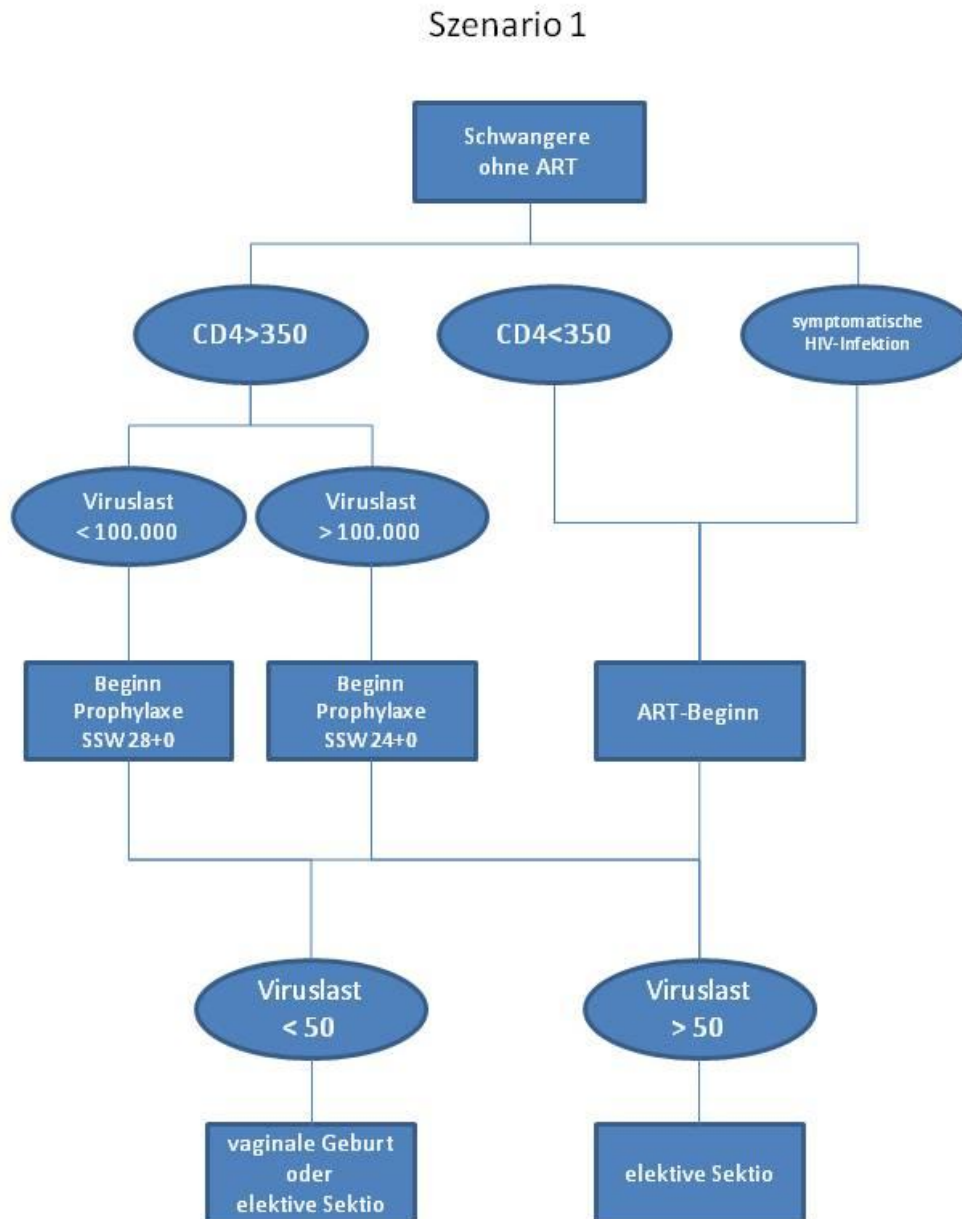 Szenario 1
Schwangere
ohne ART
CD4>350
CD4<350
symptomatische
HIV-Infektion
Viruslast
< 100.000
Viruslast
> 100.000
Beginn
Prophylaxe
SSW 28+0
Beginn
Prophylaxe
SSW 24+0
ART-Beginn
Viruslast
< 50
Viruslast
> 50
vaginale Geburt
oder
elektive Sektio
elektive Sektio